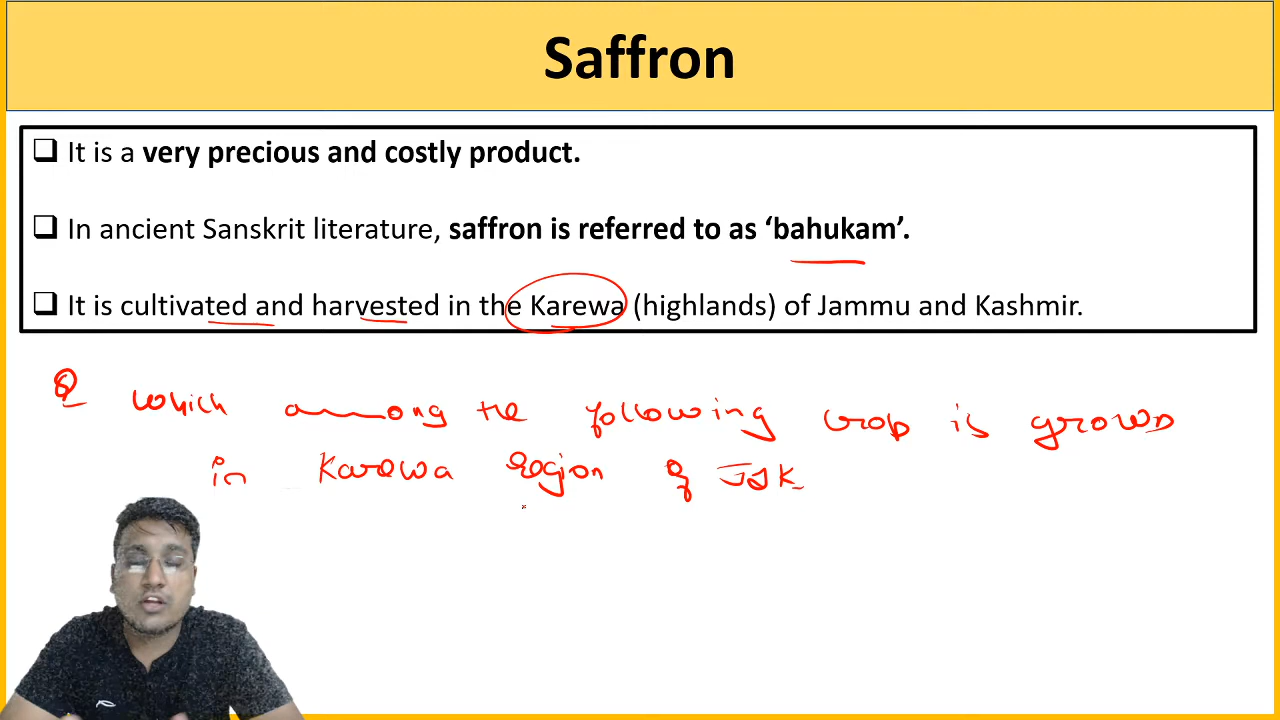 Saffron
It is a very precious and costly product.
In ancient Sanskrit literature, saffron is referred to as ‘bahukam’.
It is cultivated and harvested in the Karewa (highlands) of Jammu and Kashmir.
Q which among the following crop is grown
in Karewa region of J&K